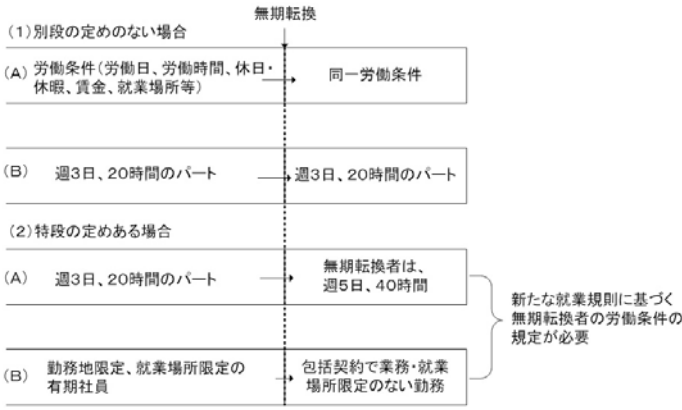 無期転換
(1)別段の定めのない場合
(A)
労働条件(労働日、労働時間、休日・
休暇、賃金、就業場所等)
同一労働条件
(B)
週3日、20時間のパート
週3日、20時間のパート
(2)特段の定めある場合
(A)
週3日、20時間のパート
無期転換者は、
週5日、40時間
(B)
勤務地限定、就業場所限定の
有期社員
包括契約で業務・就業
場所限定のない勤務
新たな就業規則に基づく
無期転換者の労働条件の
規定が必要